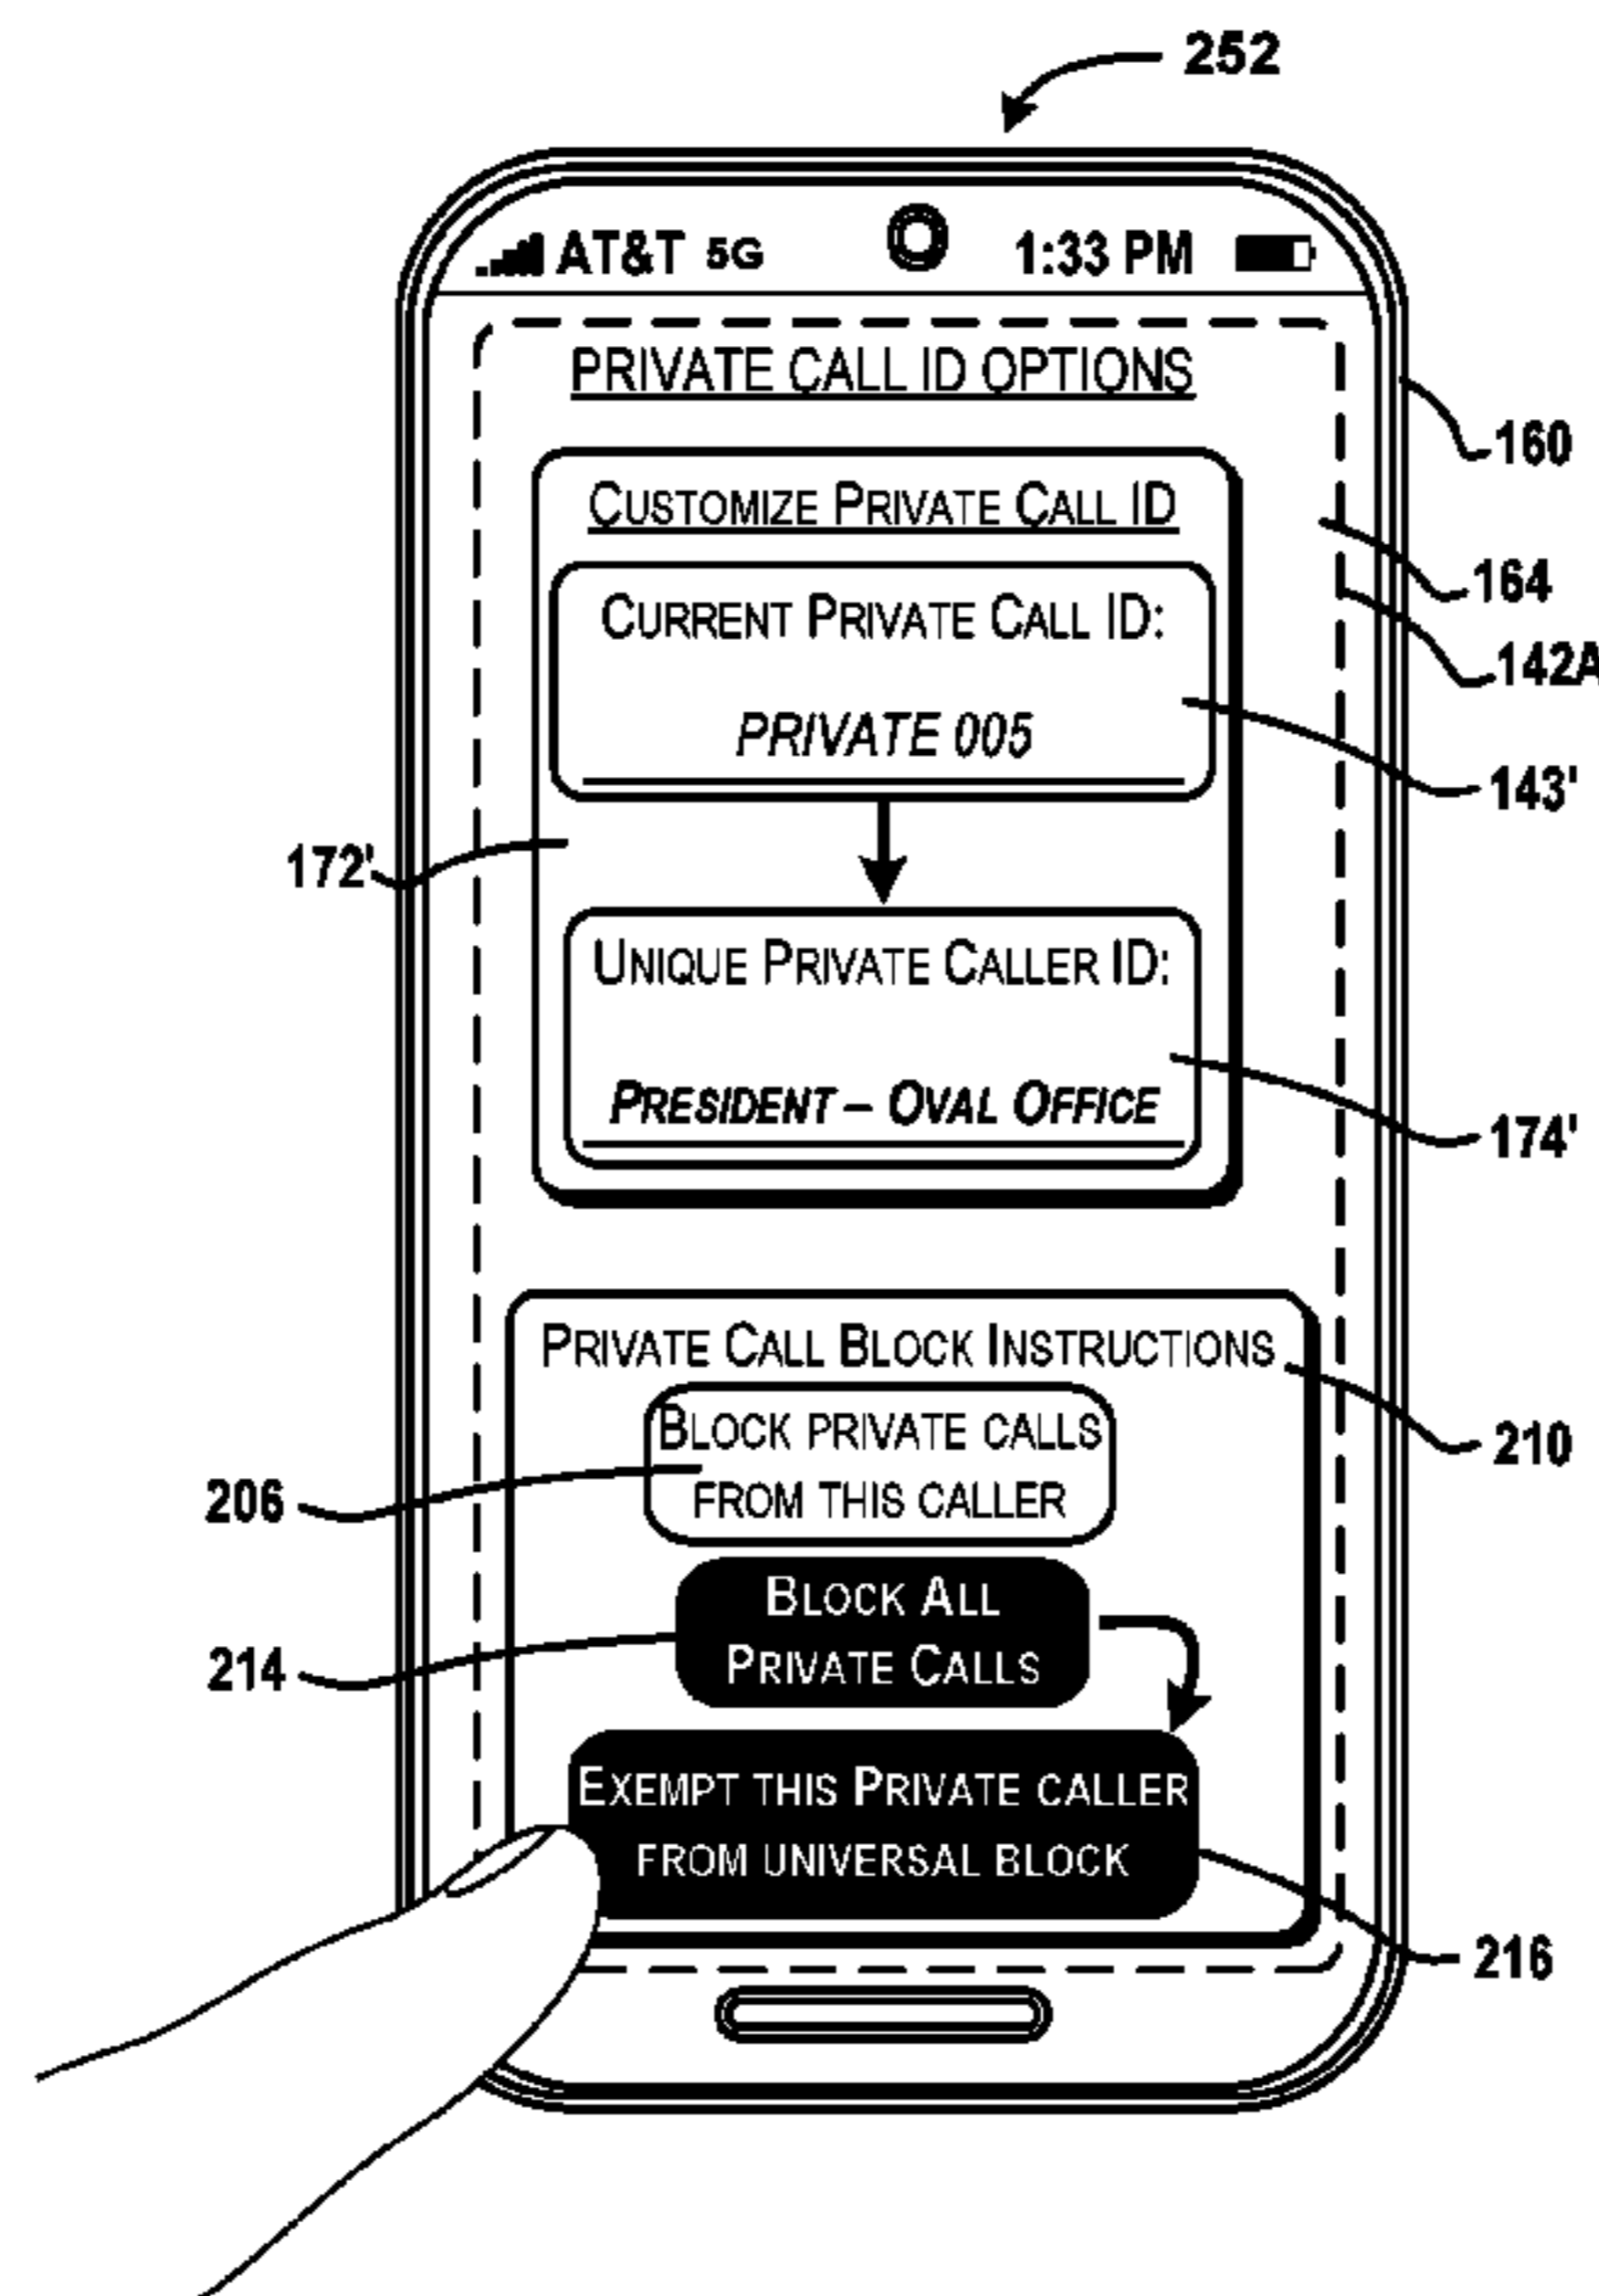 252
AT&T 5G 1:33 PM
PRIVATE CALL ID OPTIONS
160
CUSTOMIZE PRIVATE CALL ID
164
CURRENT PRIVATE CALL ID:
142A
PRIVATE 005
143'
172'
UNIQUE PRIVATE CALLER ID:
PRESIDENT – OVAL OFFICE
174'
PRIVATE CALL BLOCK INSTRUCTIONS
210
BLOCK PRIVATE CALLS
FROM THIS CALLER
206
BLOCK ALL
PRIVATE CALLS
214
EXEMPT THIS PRIVATE CALLER
FROM UNIVERSAL BLOCK
216